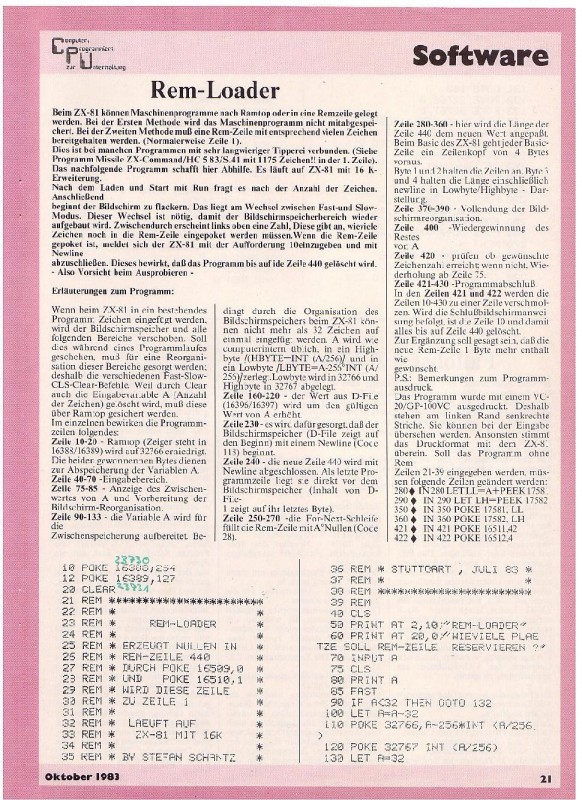 Computern
Programmiert
zur Unterhaltung
Software
Rem-Loader
Beim ZX-81 können Maschinenprogramme nach Ramtop oder in eine Remzeile gelegt
werden. Bei der Ersten Methode wird das Maschinenprogramm nicht mitabgespei-
chert. Bei der Zweiten Methode muß eine Rem-Zeile mit entsprechend vielen Zeichen
bereitgehalten werden. (Normalerweise Zeile 1).
Dies ist bei manchen Programmen mit sehr langwieriger Tipperei verbunden. (Siehe
Programm Missile ZX-Command/HC 5 83/S.41 mit 1175 Zeichen!! in der 1. Zeile).
Das nachfolgende Programm schafft hier Abhilfe. Es läuft auf ZX-81 mit 16 K-
Erweiterung.
Nach dem Laden und Start mit Run fragt es nach der Anzahl der Zeichen.
Anschließend
beginnt der Bildschirm zu flackern. Das liegt am Wechsel zwischen Fast-und Slow-
Modus. Dieser Wechsel ist nötig, damit der Bildschirmspeicherbereich wieder
aufgebaut wird. Zwischendurch erscheint links oben eine Zahl, Diese gibt an, wieviele
Zeichen noch in die Rem-Zeile eingepoket werden müssen.Wenn die Rem-Zeile
gepoket ist, meldet sich der ZX-81 mit der Aufforderung 10einzugeben und mit
Newline
abzuschließen. Dieses bewirkt, daß das Programm bis auf die Zeile 440 gelöscht wird.
- Also Vorsicht beim Ausprobieren -
Erläuterungen zum Programm:
Wenn beim ZX-81 in ein bestehendes
Programm Zeichen eingefügt werden,
wird der Bildschirmspeicher und alle
folgenden Bereiche verschoben. Soll
dies während eines Programmlaufes
geschehen, muß für eine Reorgani-
sation dieser Bereiche gesorgt werden;
deshalb die verschiedenen Fast-Slow-
CLS-Clear-Befehle. Weil durch Clear
auch die Eingabevariable A (Anzahl
der Zeichen) gelöscht wird, muß diese
über Ramtop gesichert werden.
Im einzelnen bewirken die Programm-
zeilen folgendes:
Zeile 10-20 - Ramtop (Zeiger steht in
16388/16389) wird auf 32766 erniedrigt.
Die beiden gewonnenen Bytes dienen
zur Abspeicherung der Variablen A.
Zeile 40-70 - Eingabebereich.
Zeile 75-85 - Anzeige des Zwischen-
wertes von A und Vorbereitung der
Bildschirm-Reorganisation.
Zeile 90-133 - die Variable A wird für
die
Zwischenspeicherung aufbereitet. Be-
dingt durch die Organisation des
Bildschirmspeichers beim ZX-81 kön-
nen nicht mehr als 32 Zeichen auf
einmal eingefügt werden. A wird wie
computerintern üblich, in ein High-
byte /(HBYTE=INT (A/256)/ und in
ein Lowbyte /LBYTE=A-256*INT (A/
255)/zerlegt. Lowbyte wird in 32766 und
Highbyte in 32767 abgelegt.
Zeile 160-220 - der Wert aus D-File
(16396/16397) wird um den gültigen
Wert von A erhöht.
Zeile 230 - es wird dafür gesorgt, daß der
Bildschirmspeicher (D-File zeigt auf
den Beginn) mit einem Newline (Code
113) beginnt.
Zeile 240 - die neue Zeile 440 wird mit
Newline abgeschlossen. Als letzte Pro-
grammzeile liegt sie direkt vor dem
Bildschirmspeicher (Inhalt von D-
File-
1 zeigt auf ihr letztes Byte).
Zeile 250-270 -die For-Next-Schleife
füllt die Rem-Zeile mit A"Nullen (Coce
28).
Zeile 280-360 - hier wird die Länge der
Zeile 440 dem neuen Wert angepaßt.
Beim Basic des ZX-81 geht jeder Basic-
Zeile ein Zeilenkopf von 4 Bytes
voraus.
Byte 1 und 2 halten die Zeilen an, Byte 3
und 4 halten die Länge einschließlich
newline in Lowbyte/Highbyte - Dar-
stellung.
Zeile 370-390 - Vollendung der Bild-
schirmreorganisation.
Zeile 400 -Wiedergewinnung des
Restes
vor A
Zeile 420 - prüfen ob gewünschte
Zeichenzahl erreicht; wenn nicht, Wie-
derholung ab Zeile 75.
Zeile 421-430 -Programmabschluß
In den Zeilen 421 und 422 werden die
Zeilen 10-430 zu einer Zeile verschmol-
zen. Wird die Schlußbildschirmanwei-
sung befolgt, ist die Zeile 10 und damit
alles bis auf Zeile 440 gelöscht.
Zur Ergänzung soll gesagt sein, daß die
neue Rem-Zeile 1 Byte mehr enthält
wie
gewünscht.
P.S.: Bemerkungen zum Programm-
ausdruck.
Das Programm wurde mit einem VC-
20/GP-100VC ausgedruckt. Deshalb
stehen am linken Rand senkrechte
Striche. Sie können bei der Eingabe
übersehen werden. Ansonsten stimmt
das Druckformat mit dem ZX-81
überein. Soll das Programm ohne
Rem
Zeilen 21-39 eingegeben werden, müs-
sen folgende Zeilen geändert werden:
280 IN 280 LET LL=A+PEEK 1758
290 IN 290 LET LH=PEEK 17582
350 IN 350 POKE 17581, LL
360 IN 360 POKE 17582, LH
421 IN 421 POKE 16511,42
422 IN 422 POKE 16512,4
23730
10 POKE 16388,254
12 POKE 16389,127
20 CLEAR 23731
21 REM **********************
22 REM * *
23 REM * REM-LOADER *
24 REM * *
25 REM * ERZEUGT NULLEN IN *
26 REM * REM-ZEILE 440 *
27 REM * DURCH POKE 16509,0 *
28 REM * UND POKE 16510,1 *
29 REM * WIRD DIESE ZEILE *
30 REM * ZU ZEILE 1 *
31 REM * *
32 REM * LAEUFT AUF *
33 REM * ZX-81 MIT 16K *
34 REM * *
35 REM * BY STEFAN SCHANTZ *
36 REM * STUTTGART , JULI 83 *
37 REM * *
38 REM **********************
39 REM
40 CLS
50 PRINT AT 2,10;"REM-LOADER"
60 PRINT AT 20,0;"WIEVIELE PLAE
TZE SOLL REM-ZEILE RESERVIEREN ?"
70 INPUT A
75 CLS
80 PRINT A
85 FAST
90 IF A<32 THEN GOTO 132
100 LET A=A-32
110 POKE 32766,A-256*INT (A/256
)
120 POKE 32767 INT (A/256)
130 LET A=32
Oktober 1983
21